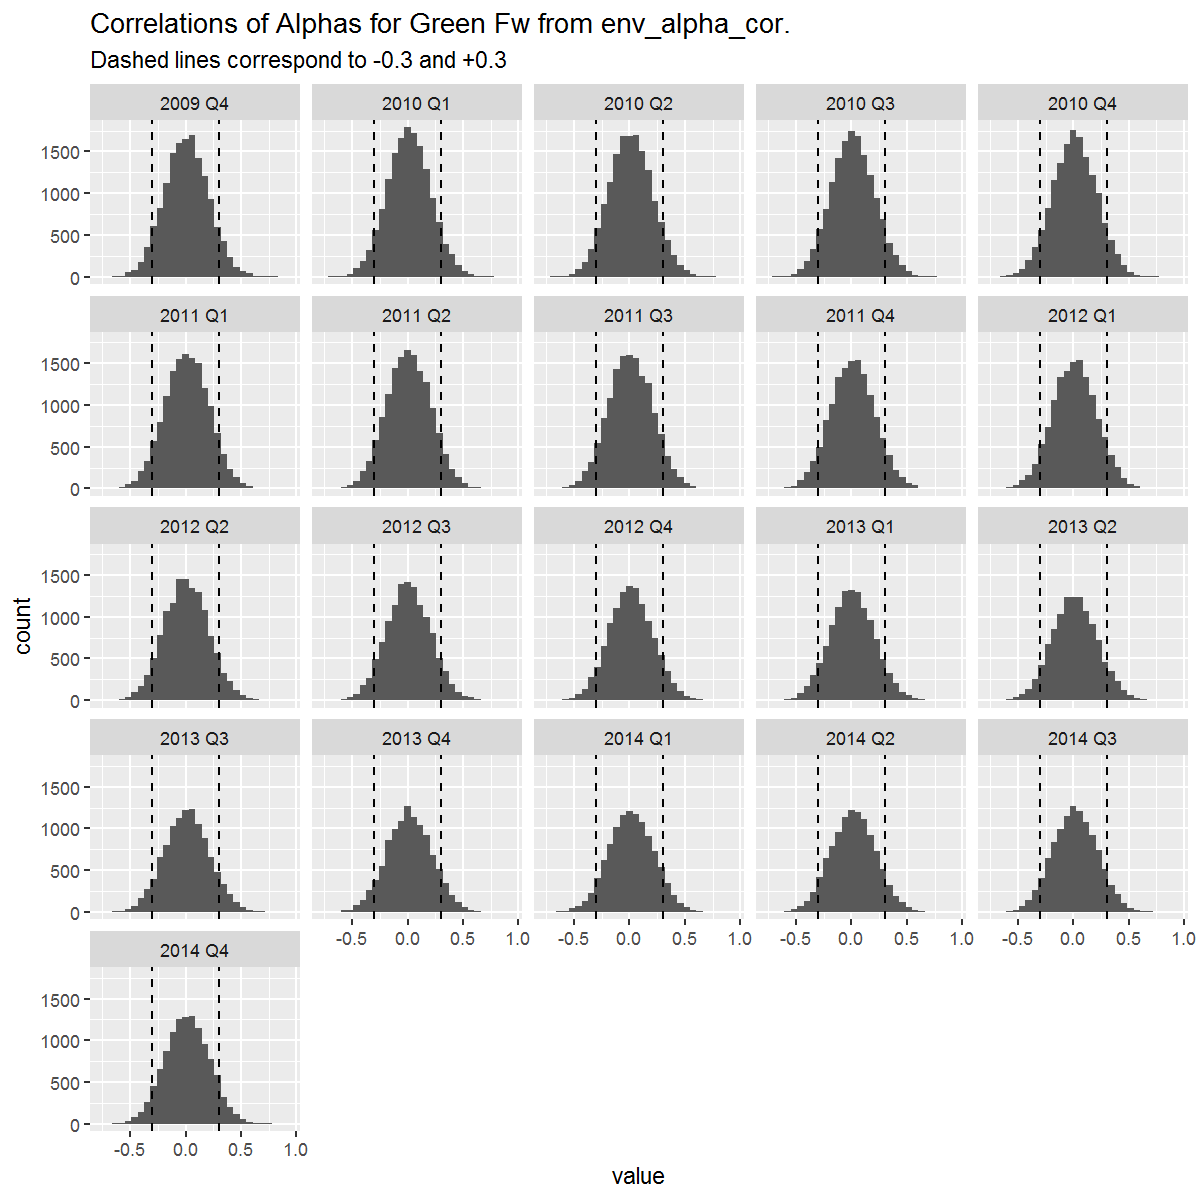 Correlations of Alphas for Green Fw from env_alpha_cor.
Dashed lines correspond to -0.3 and +0.3
2009 Q4 2010 Q1 2010 Q2 2010 Q3 2010 Q4
1500
1000
500
0
2011 Q1 2011 Q2 2011 Q3 2011 Q4 2012 Q1
1500
1000
500
0
2012 Q2 2012 Q3 2012 Q4 2013 Q1 2013 Q2
1500
1000
500
0
count
2013 Q3 2013 Q4 2014 Q1 2014 Q2 2014 Q3
1500
1000
500
0
-0.5 0.0 0.5 1.0 -0.5 0.0 0.5 1.0 -0.5 0.0 0.5 1.0 -0.5 0.0 0.5 1.0
2014 Q4
1500
1000
500
0
-0.5 0.0 0.5 1.0
value